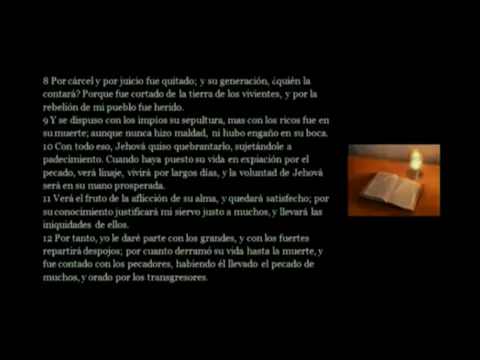 8 Por cárcel y por juicio fue quitado; y su generación, ¿quién la
contará? Porque fue cortado de la tierra de los vivientes, y por la
rebelión de mi pueblo fue herido.
9 Y se dispuso con los impíos su sepultura, mas con los ricos fue en
su muerte; aunque nunca hizo maldad, ni hubo engaño en su boca.
10 Con todo eso, Jehová quiso quebrantarlo, sujetándole a
padecimiento. Cuando haya puesto su vida en expiación por el
pecado, verá linaje, vivirá por largos días, y la voluntad de Jehová
será en su mano prosperada.
11 Verá el fruto de la aflicción de su alma, y quedará satisfecho; por
su conocimiento justificará mi siervo justo a muchos, y llevará las
iniquidades de ellos.
12 Por tanto, yo le daré parte con los grandes, y con los fuertes
repartirá despojos; por cuanto derramó su vida hasta la muerte, y
fue contado con los pecadores, habiendo él llevado el pecado de
muchos, y orado por los transgresores.